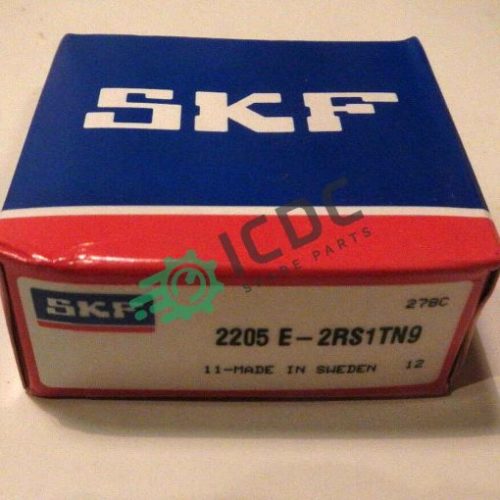 SKF
ICDC
SPARE PARTS
SKF
278C
2205 E-2RS1TN9
11-MADE IN SWEDEN 12